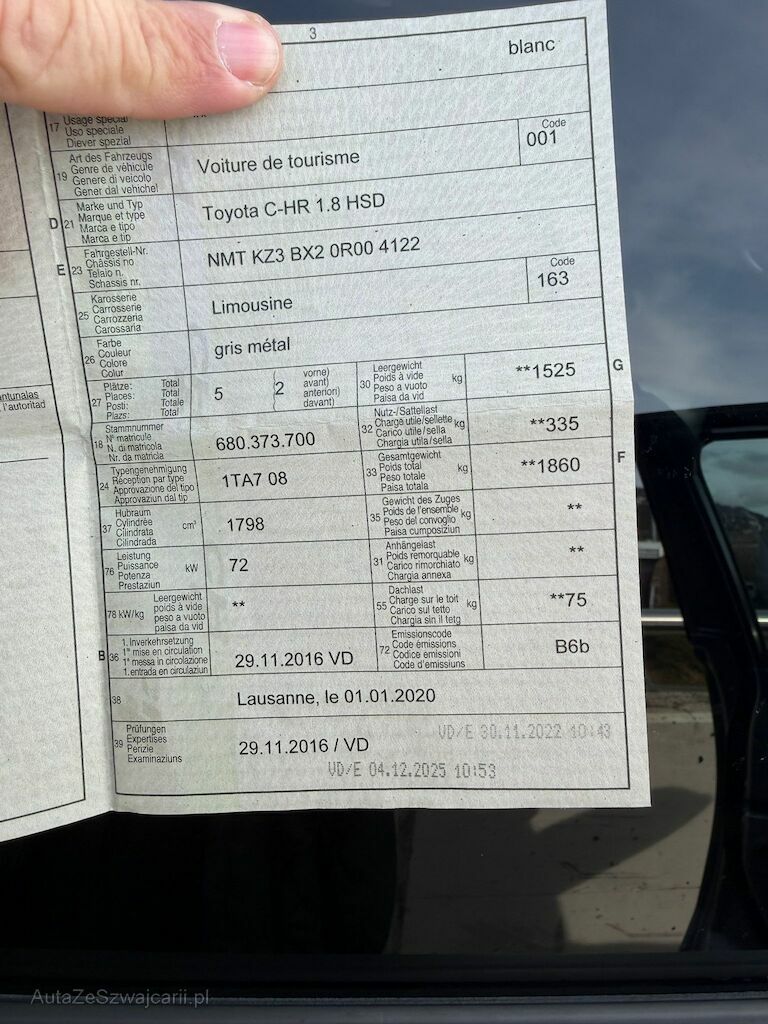 3
blanc
17 Usage spécial
Uso speciale
Diever spezial
19 Art des Fahrzeugs
Genre de véhicule
Genere di veicolo
Gener dal vehichel
Voiture de tourisme
Code
001
D 21 Marke und Typ
Marque et type
Marca e tipo
Marca e tip
Toyota C-HR 1.8 HSD
E 23 Fahrgestell-Nr.
Châssis no
Telaio n.
Schassis nr.
NMT KZ3 BX2 0R00 4122
25 Karosserie
Carrosserie
Carrozzeria
Carossaria
Limousine
Code
163
26 Farbe
Couleur
Colore
Colur
gris métal
27 Plätze: Total
Places: Total
Posti: Totale
Plazs: Total
5
(2 vorne)
avant)
anteriori)
davant)
30 Leergewicht
Poids à vide
Peso a vuoto
Paisa da vid
kg
**1525
G
18 Stammnummer
N° matricule
N. di matricola
Nr. da matricla
680.373.700
32 Nutz-/Sattellast
Charge utile/sellette
Carico utile/sella
Chargia utila/sella
kg
**335
24 Typengenehmigung
Réception par type
Approvazione del tipo
Approvaziun dal tip
1TA7 08
33 Gesamtgewicht
Poids total
Peso totale
Paisa totala
kg
**1860
F
37 Hubraum
Cylindrée
Cilindrata
Cilindrada
cm³
1798
35 Gewicht des Zuges
Poids de l'ensemble
Peso del convoglio
Paisa cumposiziun
kg
**
76 Leistung
Puissance
Potenza
Prestaziun
kW
72
31 Anhängelast
Poids remorquable
Carico rimorchiato
Chargia annexa
kg
**
78 kW/kg Leergewicht
poids à vide
peso a vuoto
paisa da vid
**
55 Dachlast
Charge sur le toit
Carico sul tetto
Chargia sin il tetg
kg
**75
B 36 1. Inverkehrsetzung
1re mise en circulation
1a messa in circolazione
1. entrada en circulaziun
29.11.2016 VD
72 Emissionscode
Code émissions
Codice emissioni
Code d'emissiuns
B6b
38
Lausanne, le 01.01.2020
39 Prüfungen
Expertises
Perizie
Examinaziuns
29.11.2016 / VD
VD/E 30.11.2022 10:43
VD/E 04.12.2025 10:53
l'autoritad
AutaZeSzwajcarii.pl